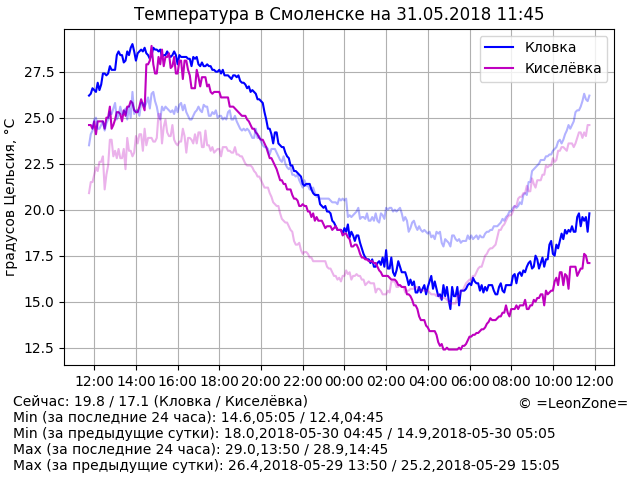 Температура в Смоленске на 31.05.2018 11:45
Кловка
Киселёвка
градусов Цельсия, °C
27.5
25.0
22.5
20.0
17.5
15.0
12.5
12:00 14:00 16:00 18:00 20:00 22:00 00:00 02:00 04:00 06:00 08:00 10:00 12:00
Сейчас: 19.8 / 17.1 (Кловка / Киселёвка)
© =LeonZone=
Min (за последние 24 часа): 14.6,05:05 / 12.4,04:45
Min (за предыдущие сутки): 18.0,2018-05-30 04:45 / 14.9,2018-05-30 05:05
Max (за последние 24 часа): 29.0,13:50 / 28.9,14:45
Max (за предыдущие сутки): 26.4,2018-05-29 13:50 / 25.2,2018-05-29 15:05